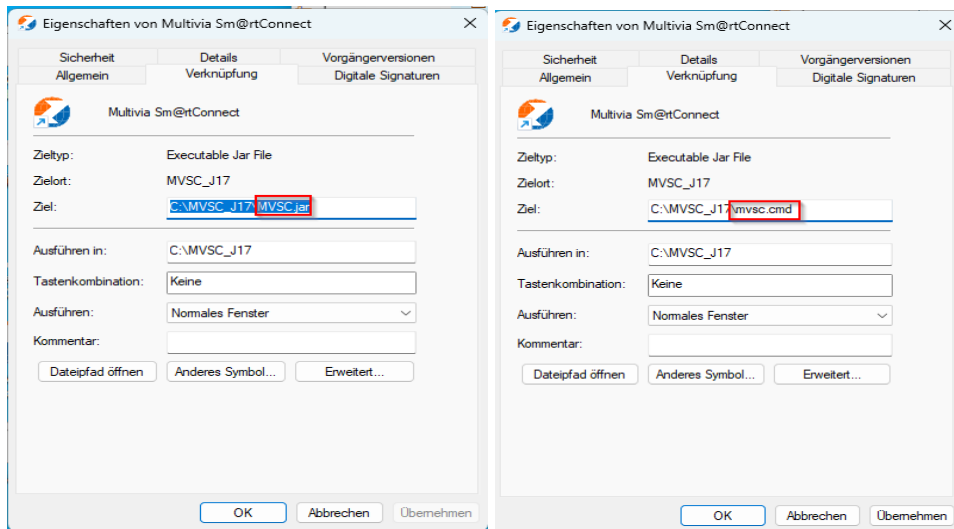 Eigenschaften von Multivia Sm@rtConnect
Sicherheit Details Vorgängerversionen
Allgemein Verknüpfung Digitale Signaturen
Multivia Sm@rtConnect
Zieltyp: Executable Jar File
Zielort: MVSC_J17
Ziel: C:\MVSC_J17\MVSC.jar
Ausführen in: C:\MVSC_J17
Tastenkombination: Keine
Ausführen: Normales Fenster
Kommentar:
Dateipfad öffnen Anderes Symbol... Erweitert...
OK Abbrechen Übernehmen
Eigenschaften von Multivia Sm@rtConnect
Sicherheit Details Vorgängerversionen
Allgemein Verknüpfung Digitale Signaturen
Multivia Sm@rtConnect
Zieltyp: Executable Jar File
Zielort: MVSC_J17
Ziel: C:\MVSC_J17\mvsc.cmd
Ausführen in: C:\MVSC_J17
Tastenkombination: Keine
Ausführen: Normales Fenster
Kommentar:
Dateipfad öffnen Anderes Symbol... Erweitert...
OK Abbrechen Übernehmen